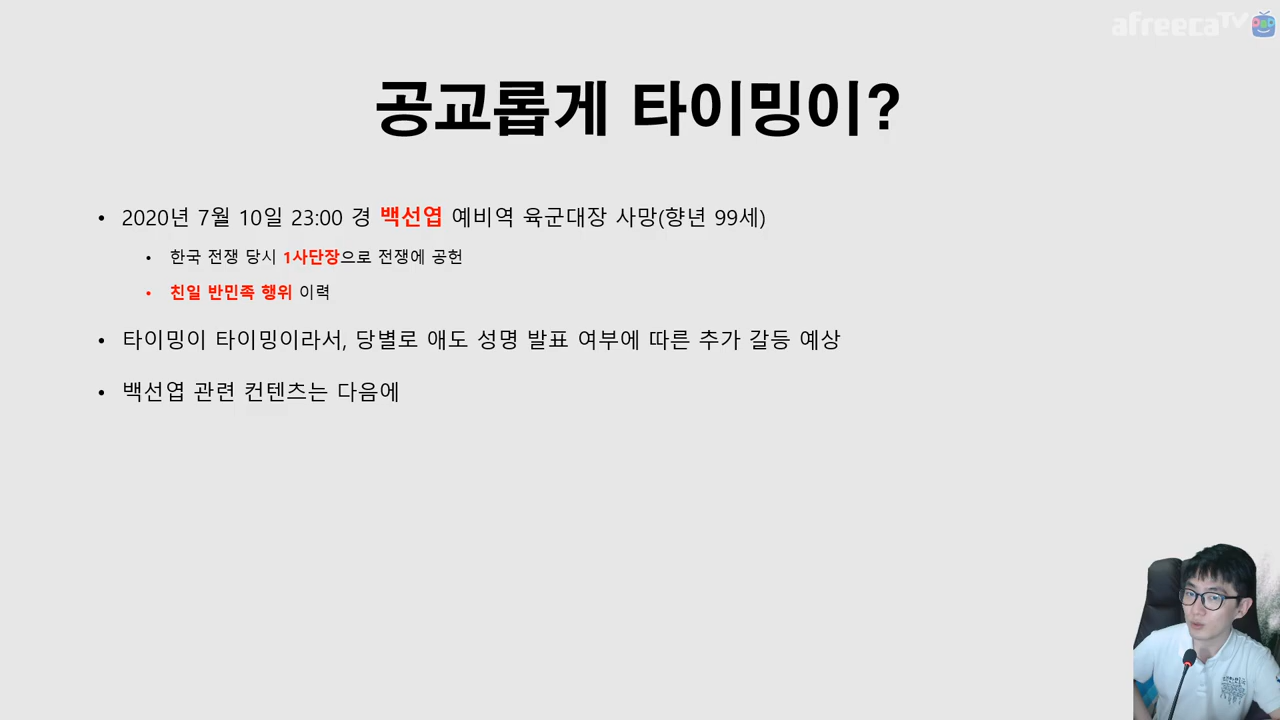 afreecaTV
공교롭게 타이밍이?
• 2020년 7월 10일 23:00 경 백선엽 예비역 육군대장 사망(향년 99세)
• 한국 전쟁 당시 1사단장으로 전쟁에 공헌
• 친일 반민족 행위 이력
• 타이밍이 타이밍이라서, 당별로 애도 성명 발표 여부에 따른 추가 갈등 예상
• 백선엽 관련 컨텐츠는 다음에